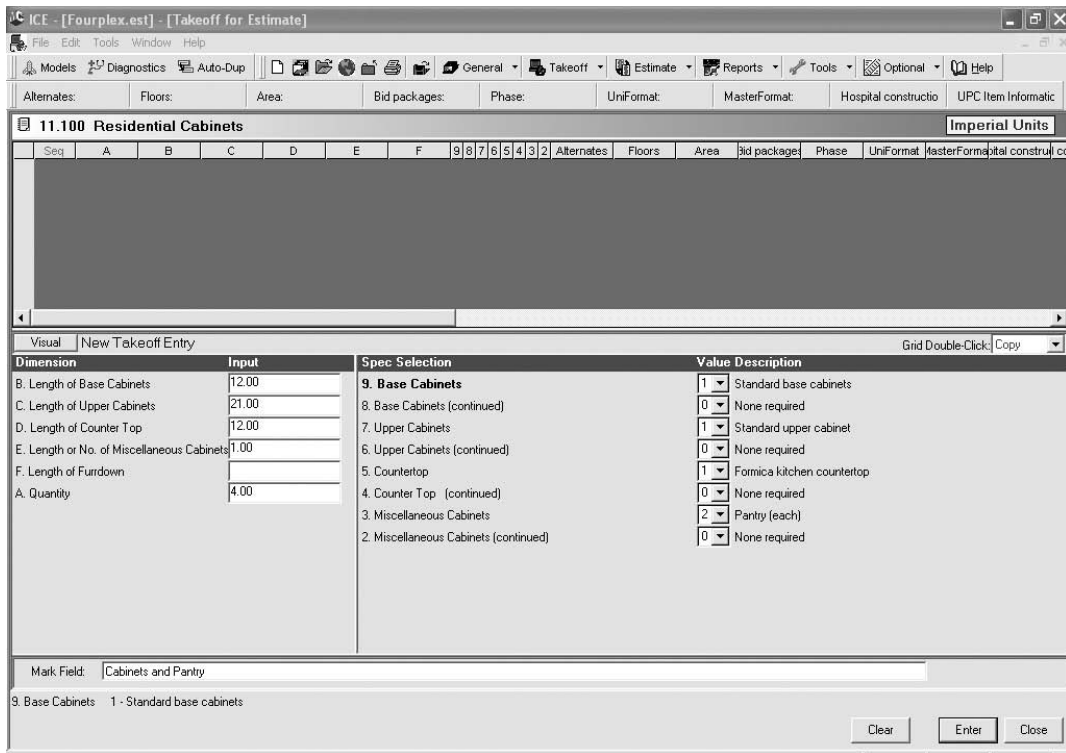 ICE - [Fourplex.est] - [Takeoff for Estimate]
File Edit Tools Window Help
Models Diagnostics Auto-Dup General Takeoff Estimate Reports Tools Optional Help
Alternates: Floors: Area: Bid packages: Phase: UniFormat: MasterFormat: Hospital constructio UPC Item Informatic
11.100 Residential Cabinets Imperial Units
Seq A B C D E F 9 8 7 6 5 4 3 2 Alternates Floors Area Bid packages Phase UniFormat MasterForma pital construl co
Visual New Takeoff Entry Grid Double-Click: Copy
Dimension Input Spec Selection Value Description
B. Length of Base Cabinets 12.00 9. Base Cabinets 1 Standard base cabinets
C. Length of Upper Cabinets 21.00 8. Base Cabinets (continued) 0 None required
D. Length of Counter Top 12.00 7. Upper Cabinets 1 Standard upper cabinet
E. Length or No. of Miscellaneous Cabinets 1.00 6. Upper Cabinets (continued) 0 None required
F. Length of Furrdown 5. Countertop 1 Formica kitchen countertop
A. Quantity 4.00 4. Counter Top (continued) 0 None required
3. Miscellaneous Cabinets 2 Pantry (each)
2. Miscellaneous Cabinets (continued) 0 None required
Mark Field: Cabinets and Pantry
9. Base Cabinets 1 - Standard base cabinets
Clear Enter Close